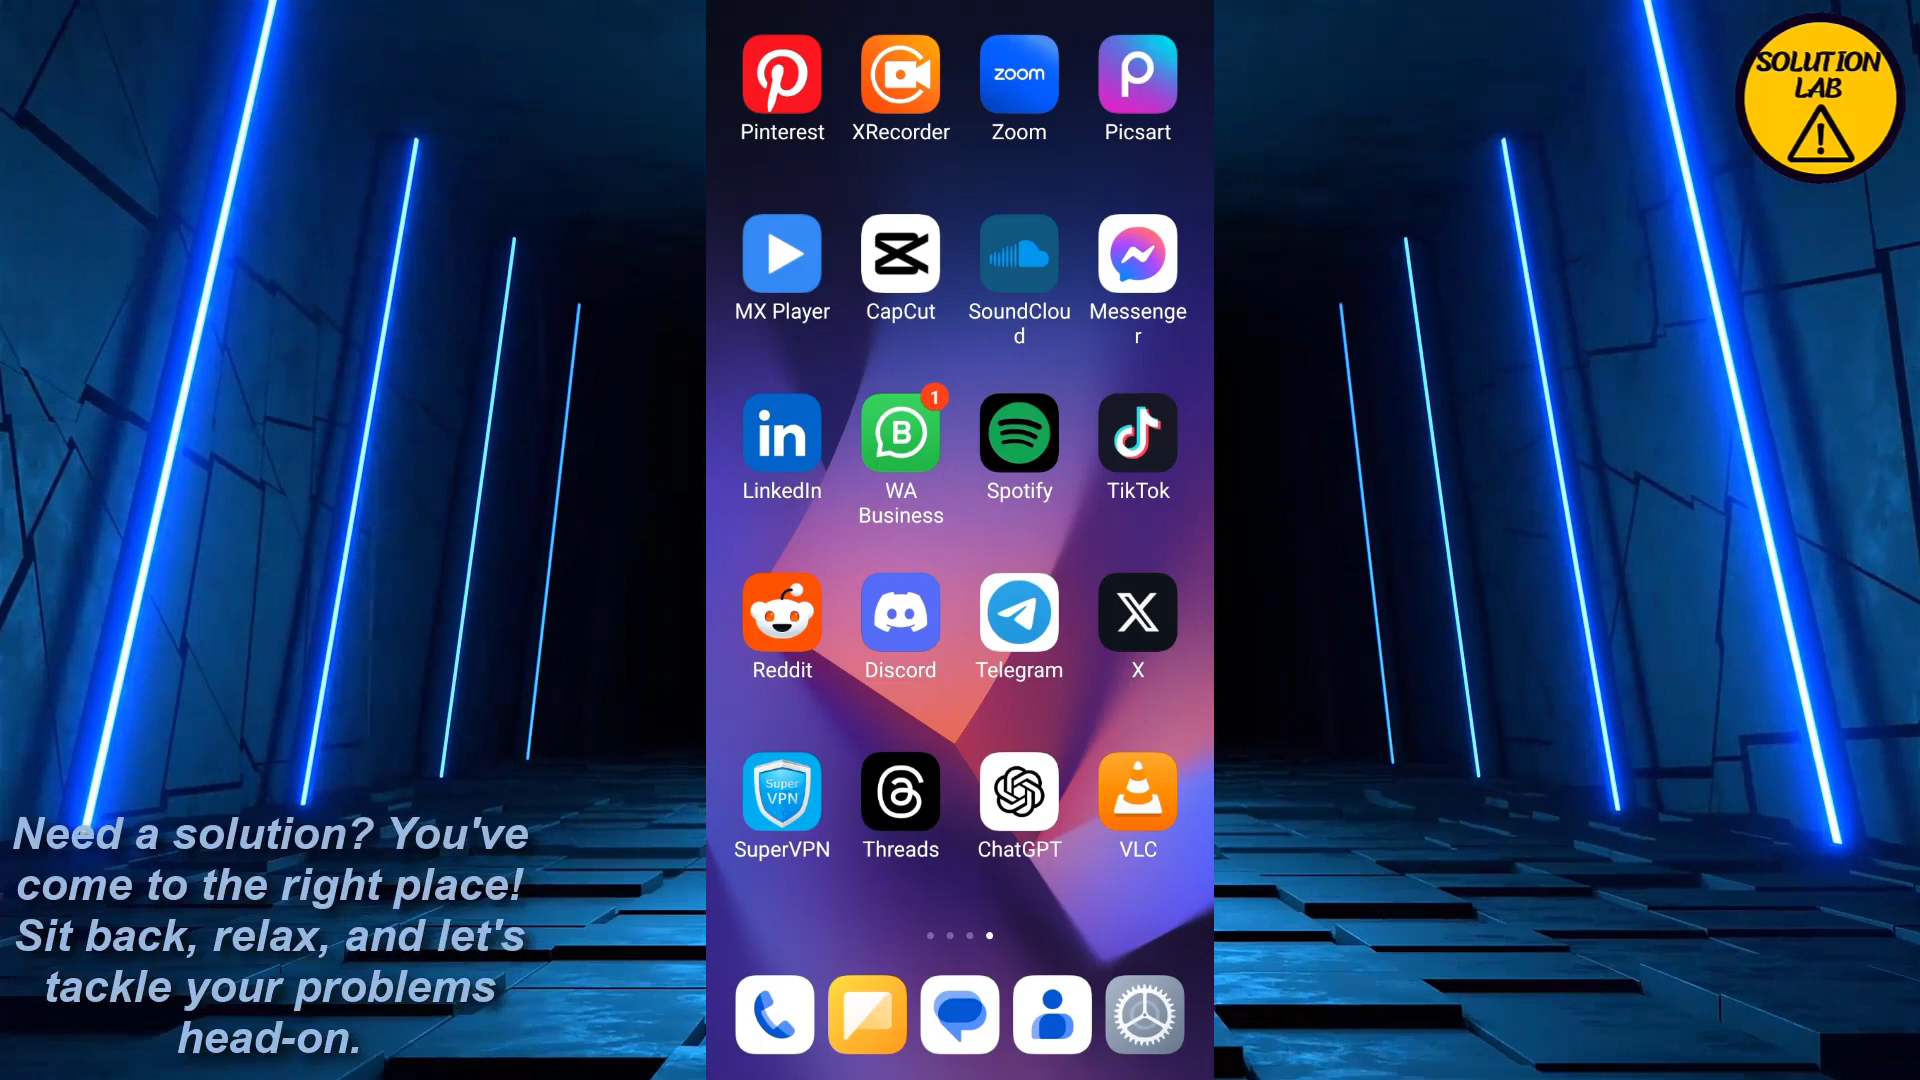 SOLUTION
LAB
zoom
Pinterest
XRecorder
Zoom
Picsart
MX Player
CapCut
SoundClou
d
Messenge
r
1
B
in
LinkedIn
WA
Business
Spotify
TikTok
Reddit
Discord
Telegram
X
Super
VPN
SuperVPN
Threads
ChatGPT
VLC
Need a solution? You've
come to the right place!
Sit back, relax, and let's
tackle your problems
head-on.